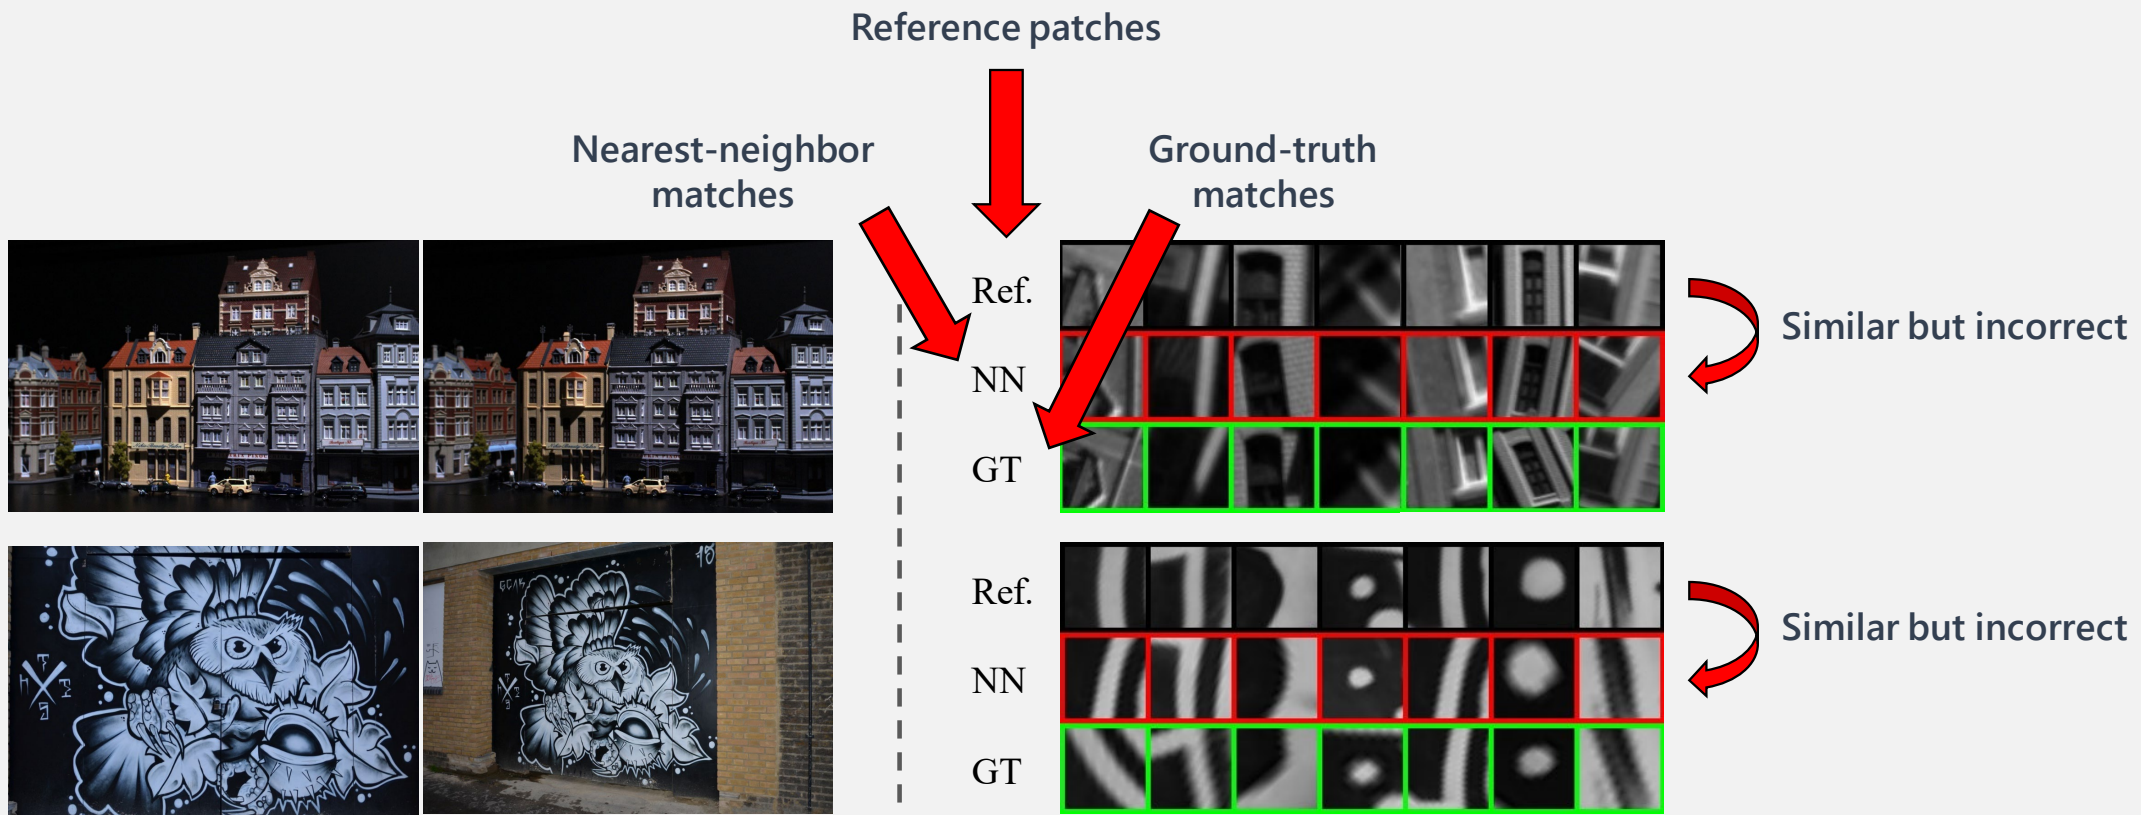 Reference patches
Nearest-neighbor
matches
Ground-truth
matches
Ref.
NN
GT
Similar but incorrect
Ref.
NN
GT
Similar but incorrect